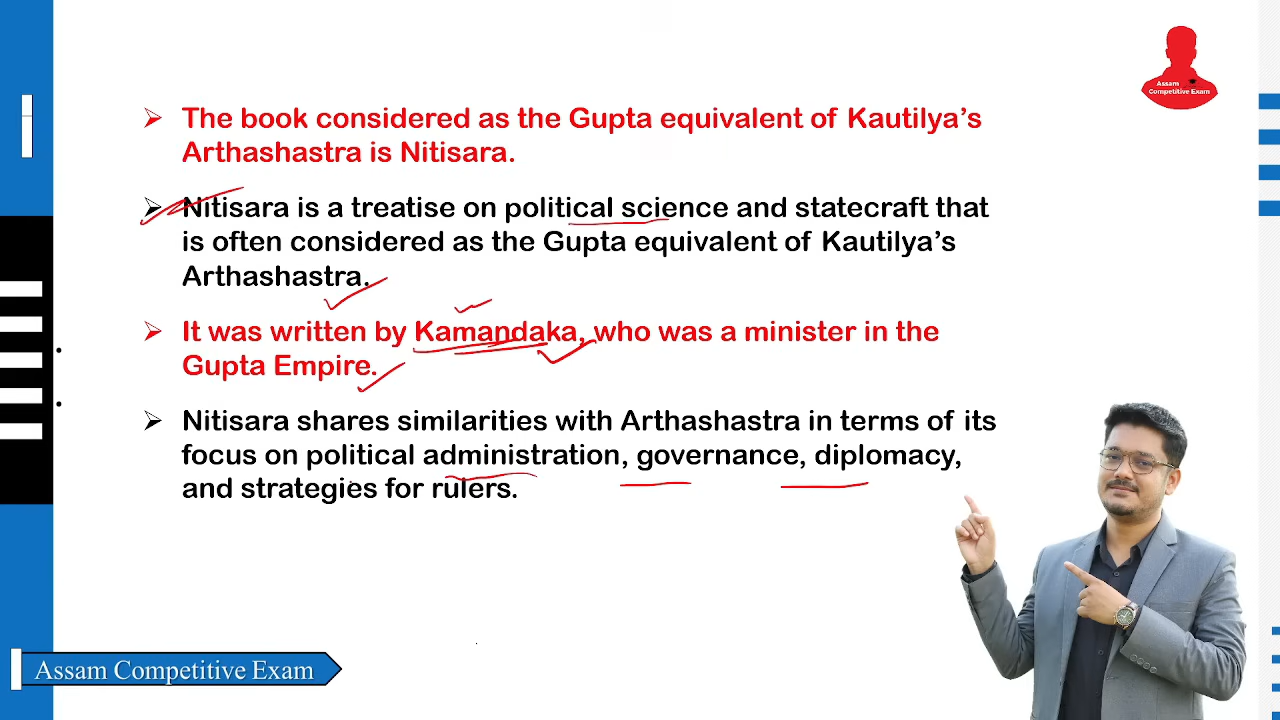 Assam
Competitive Exam
➢ The book considered as the Gupta equivalent of Kautilya’s
Arthashastra is Nitisara.
➢ Nitisara is a treatise on political science and statecraft that
is often considered as the Gupta equivalent of Kautilya’s
Arthashastra.
➢ It was written by Kamandaka, who was a minister in the
Gupta Empire.
➢ Nitisara shares similarities with Arthashastra in terms of its
focus on political administration, governance, diplomacy,
and strategies for rulers.
Assam Competitive Exam